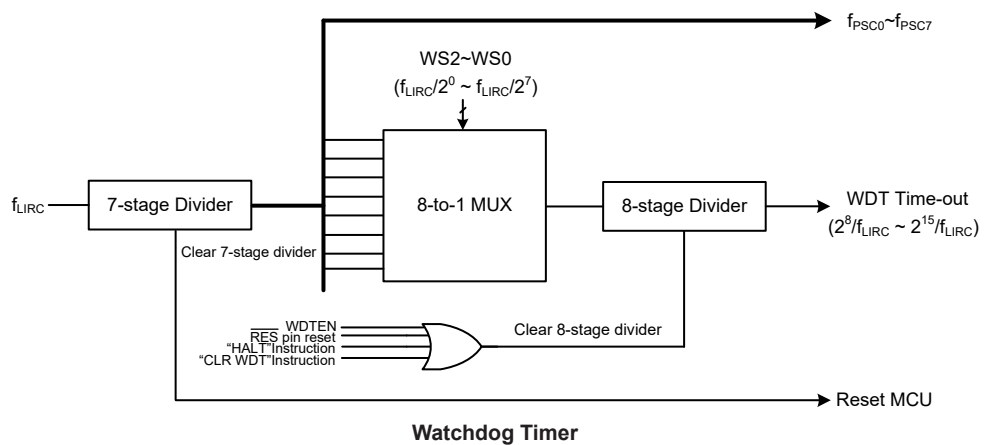 fPSC0~fPSC7
WS2~WS0
(fLIRC/2^0 ~ fLIRC/2^7)
fLIRC
7-stage Divider
8-to-1 MUX
8-stage Divider
WDT Time-out
(2^8/fLIRC ~ 2^15/fLIRC)
Clear 7-stage divider
WDTEN
RES pin reset
“HALT”Instruction
“CLR WDT”Instruction
Clear 8-stage divider
Reset MCU
Watchdog Timer